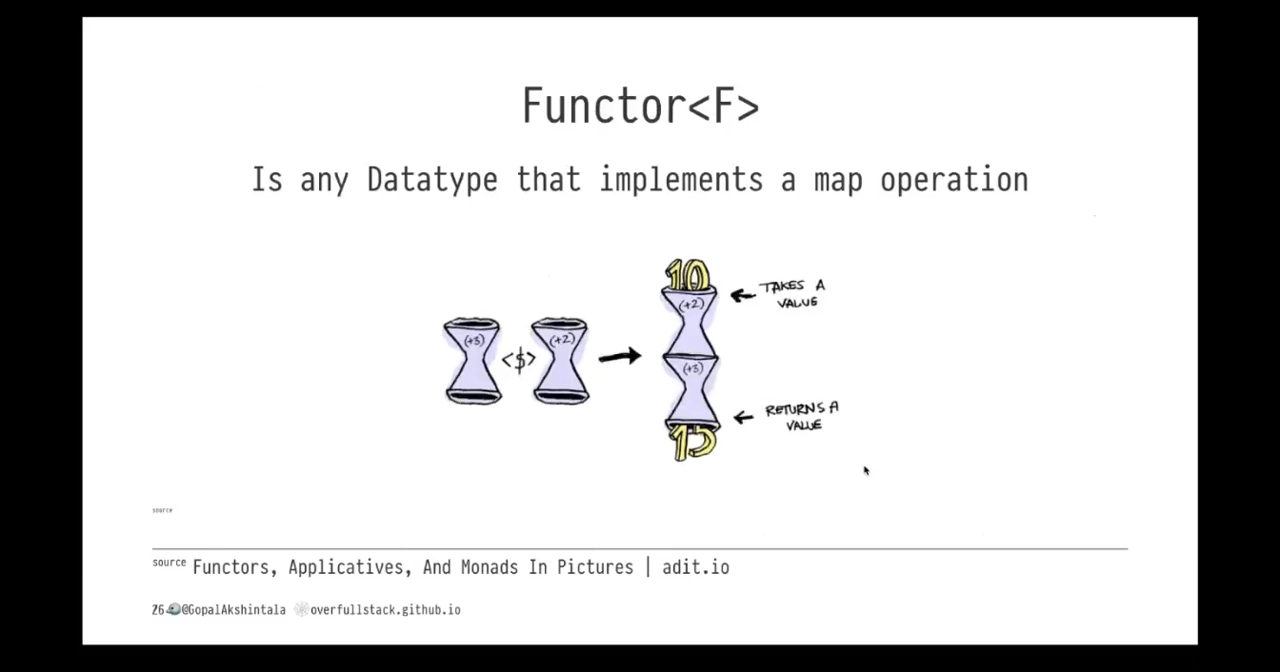 Functor<F>
Is any Datatype that implements a map operation
10
(+2)
TAKES A
VALUE
(+3) <$> (+2)
(+3)
RETURNS A
VALUE
15
source
source Functors, Applicatives, And Monads In Pictures | adit.io
26 @GopalAkshintala overfullstack.github.io